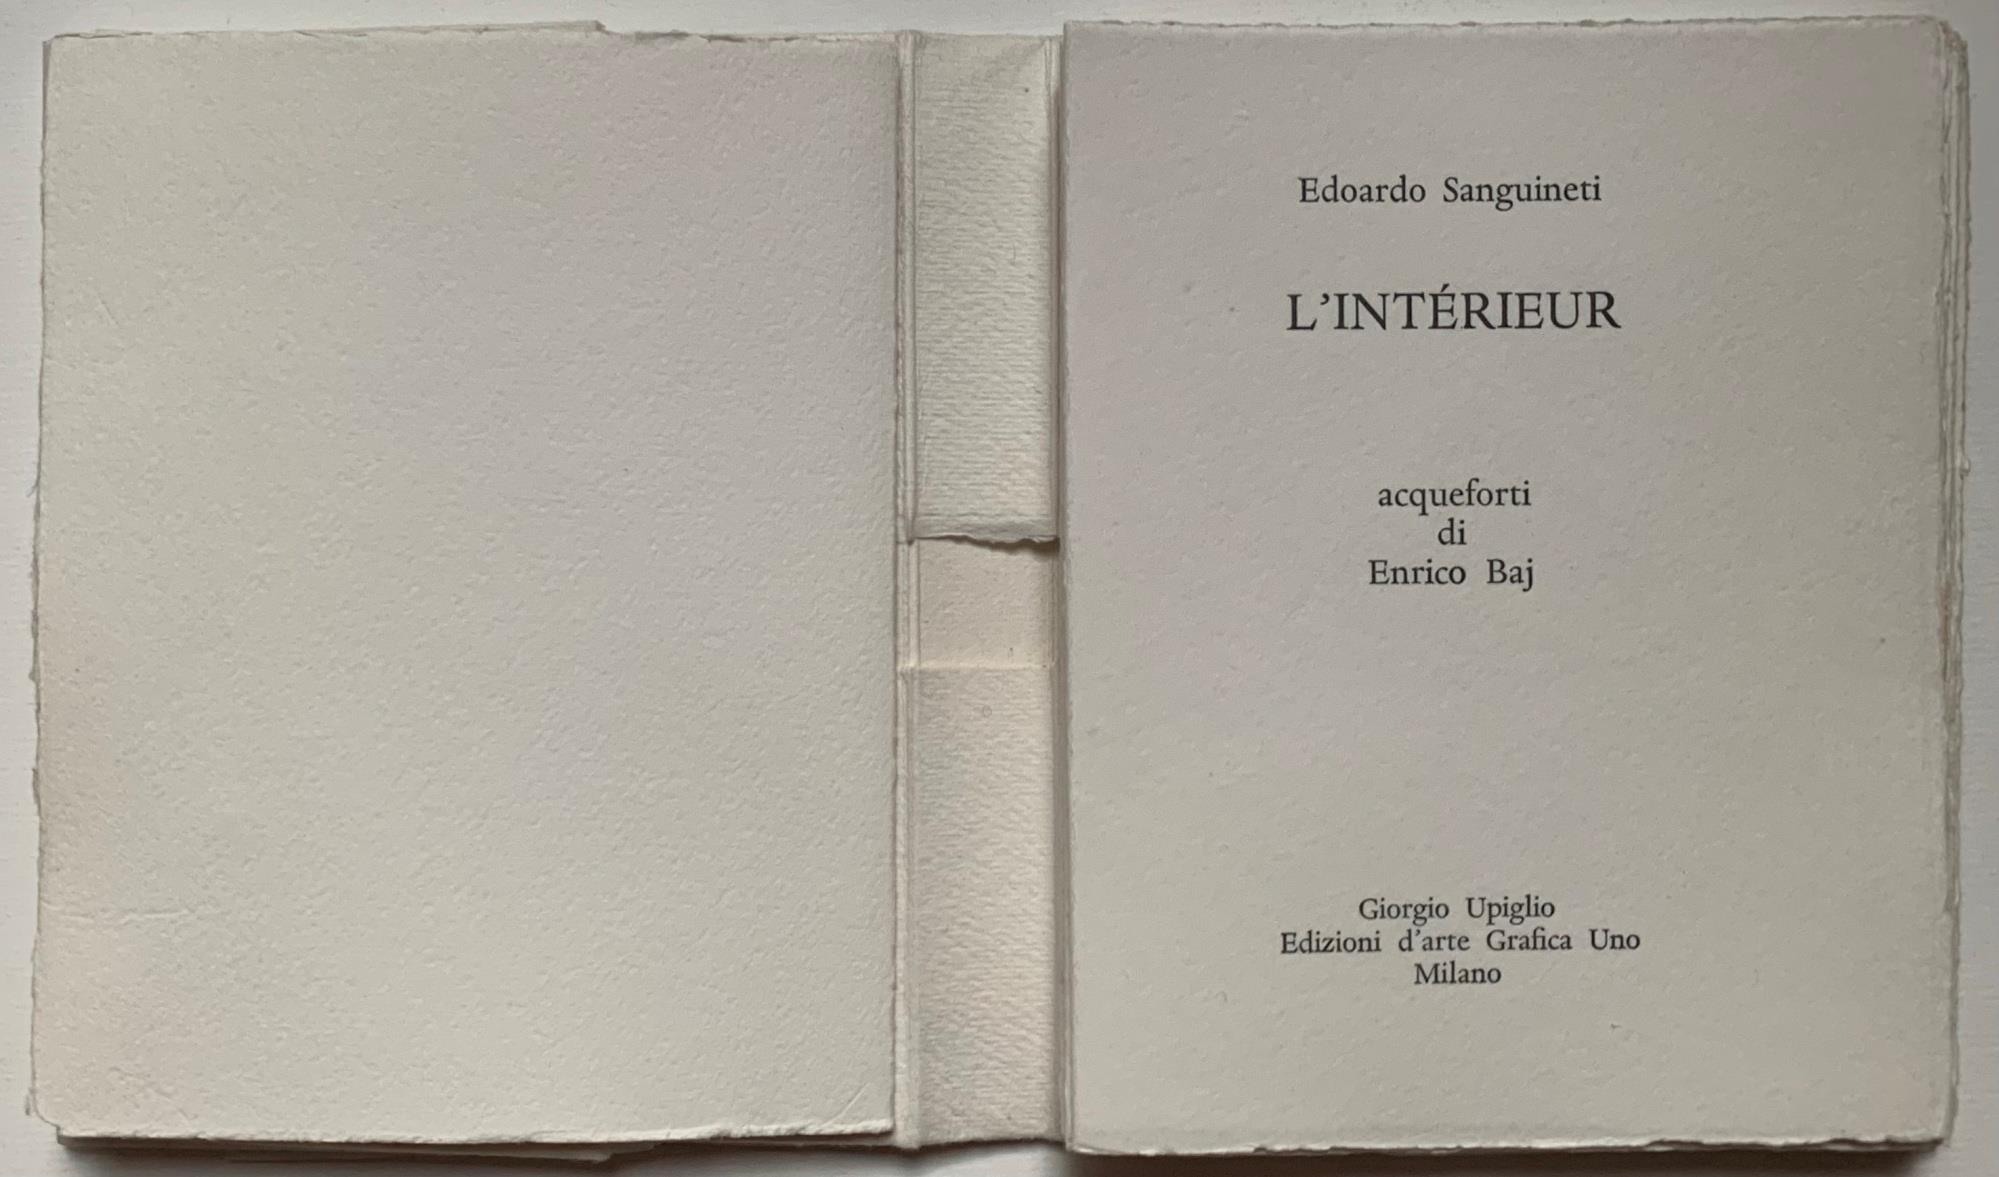 Edoardo Sanguineti
L'INTÉRIEUR
acqueforti
di
Enrico Baj
Giorgio Upiglio
Edizioni d'arte Grafica Uno
Milano